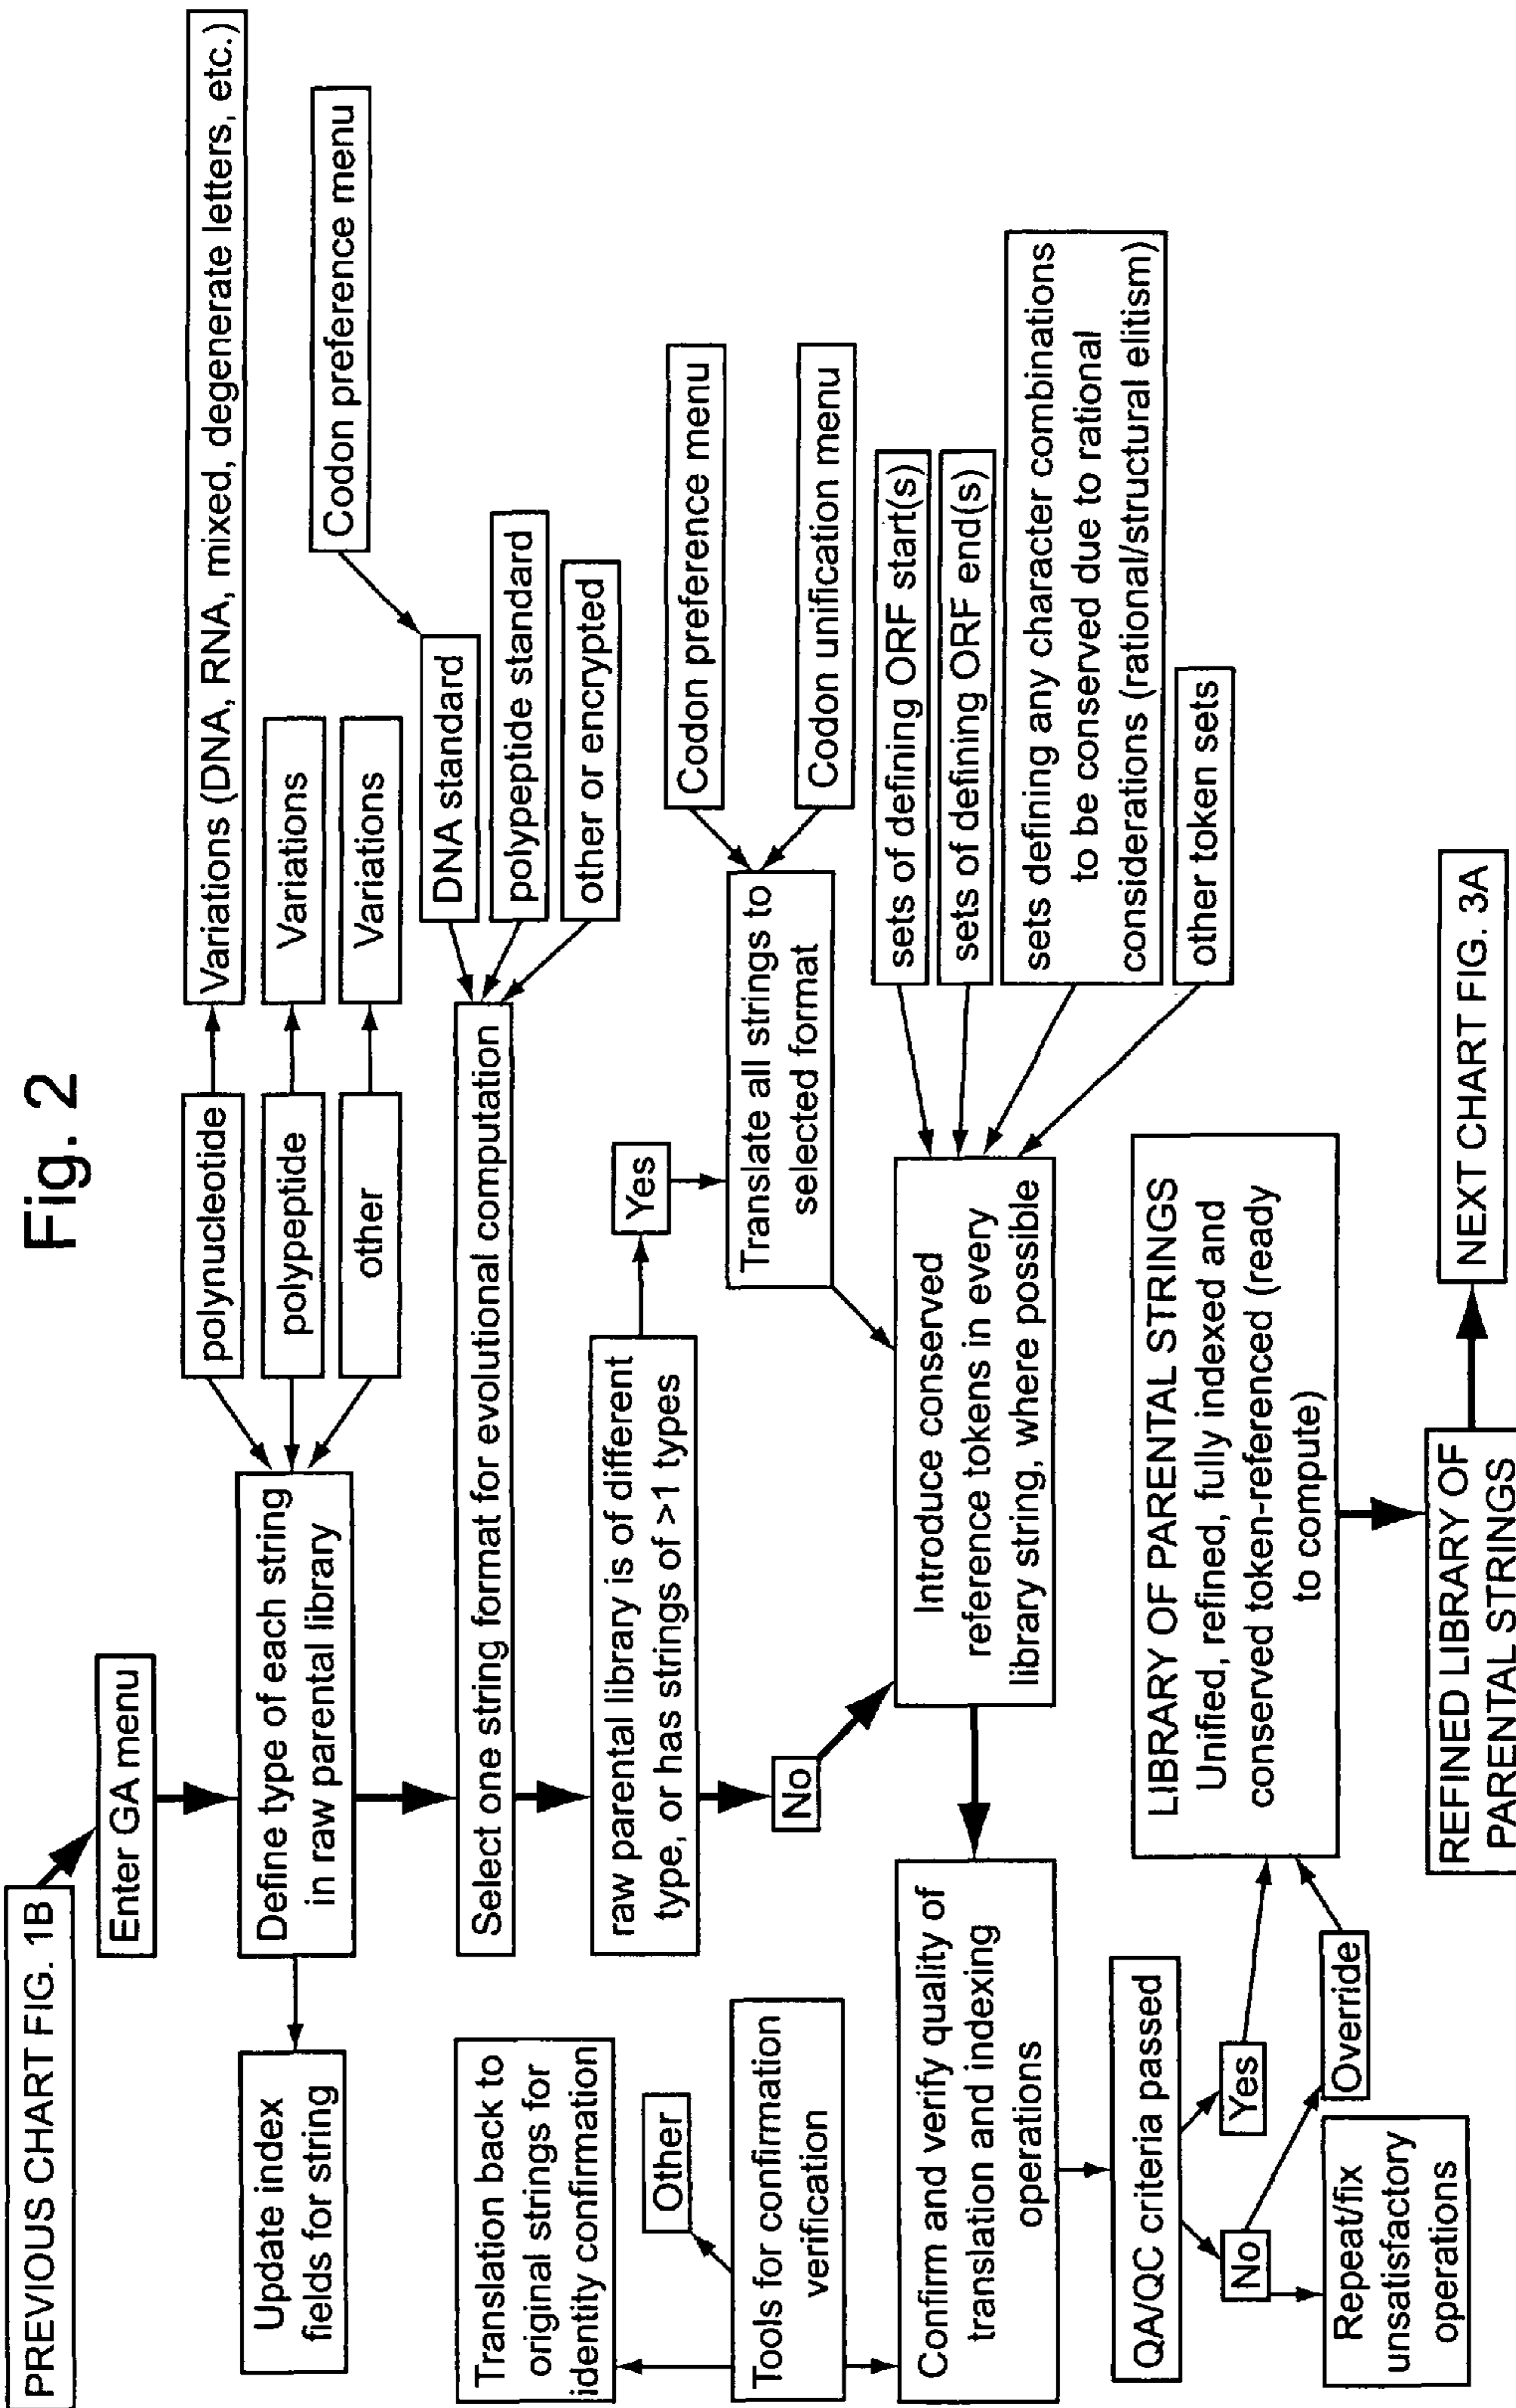 Fig. 2
PREVIOUS CHART FIG. 1B
Enter GA menu
Update index
fields for string
Define type of each string
in raw parental library
polynucleotide
Variations (DNA, RNA, mixed, degenerate letters, etc.)
polypeptide
Variations
other
Variations
Codon preference menu
Select one string format for evolutional computation
DNA standard
polypeptide standard
other or encrypted
raw parental library is of different
type, or has strings of >1 types
Yes
Translate all strings to
selected format
Codon preference menu
Codon unification menu
No
Translation back to
original strings for
identity confirmation
Other
Tools for confirmation
verification
Introduce conserved
reference tokens in every
library string, where possible
sets of defining ORF start(s)
sets of defining ORF end(s)
sets defining any character combinations
to be conserved due to rational
considerations (rational/structural elitism)
other token sets
Confirm and verify quality of
translation and indexing
operations
QA/QC criteria passed
No
Yes
Override
Repeat/fix
unsatisfactory
operations
LIBRARY OF PARENTAL STRINGS
Unified, refined, fully indexed and
conserved token-referenced (ready
to compute)
REFINED LIBRARY OF
PARENTAL STRINGS
NEXT CHART FIG. 3A